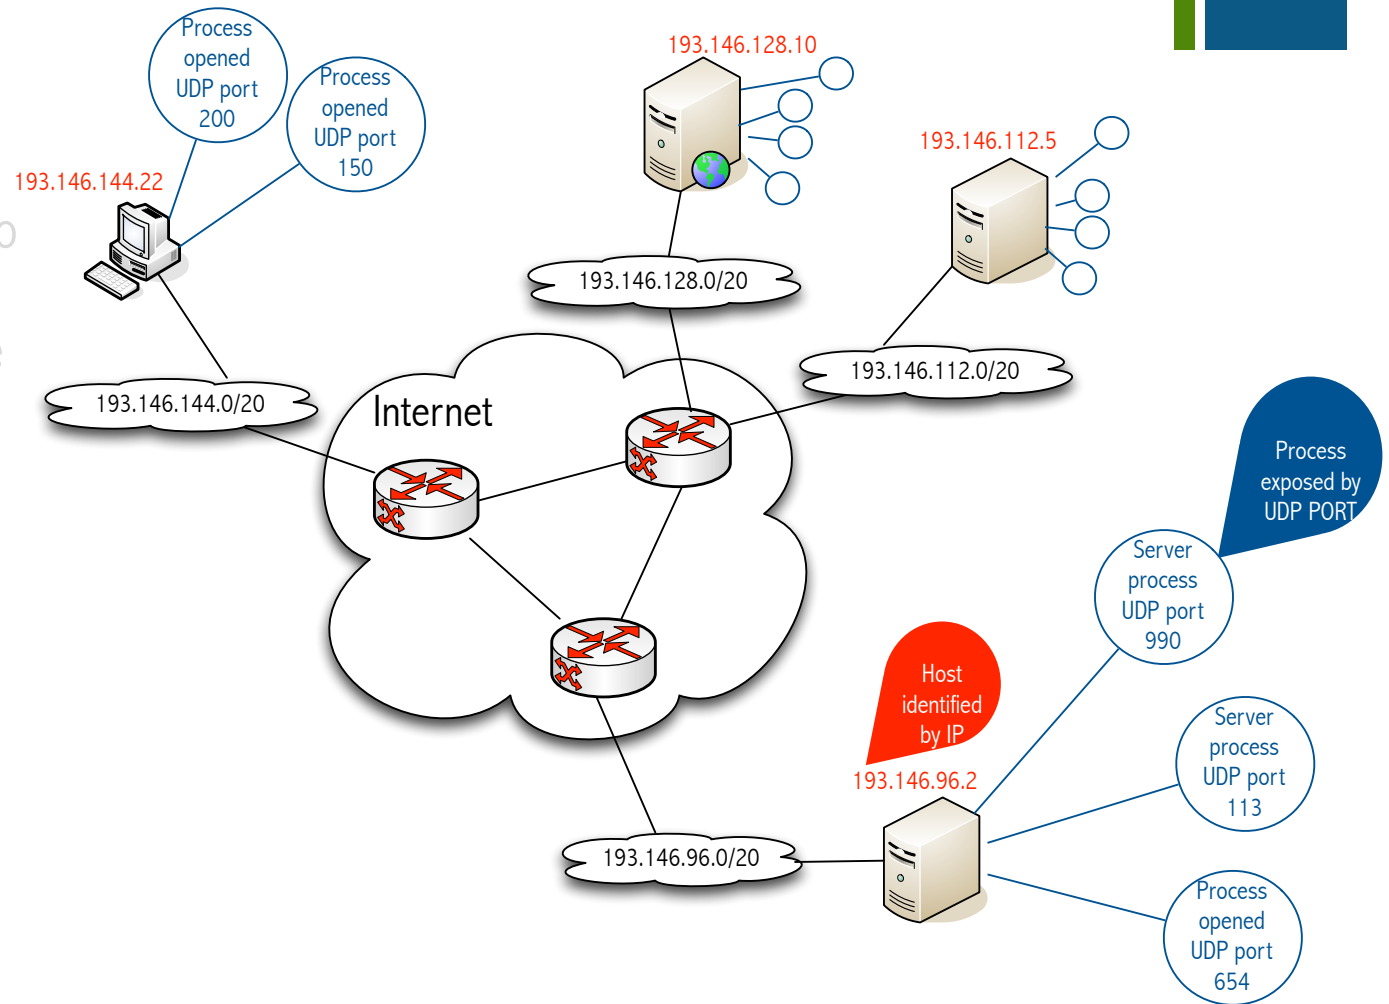 Process
opened
UDP port
200
Process
opened
UDP port
150
193.146.144.22
193.146.128.10
193.146.112.5
193.146.128.0/20
193.146.112.0/20
193.146.144.0/20
Internet
Process
exposed by
UDP PORT
Server
process
UDP port
990
Host
identified
by IP
193.146.96.2
Server
process
UDP port
113
193.146.96.0/20
Process
opened
UDP port
654